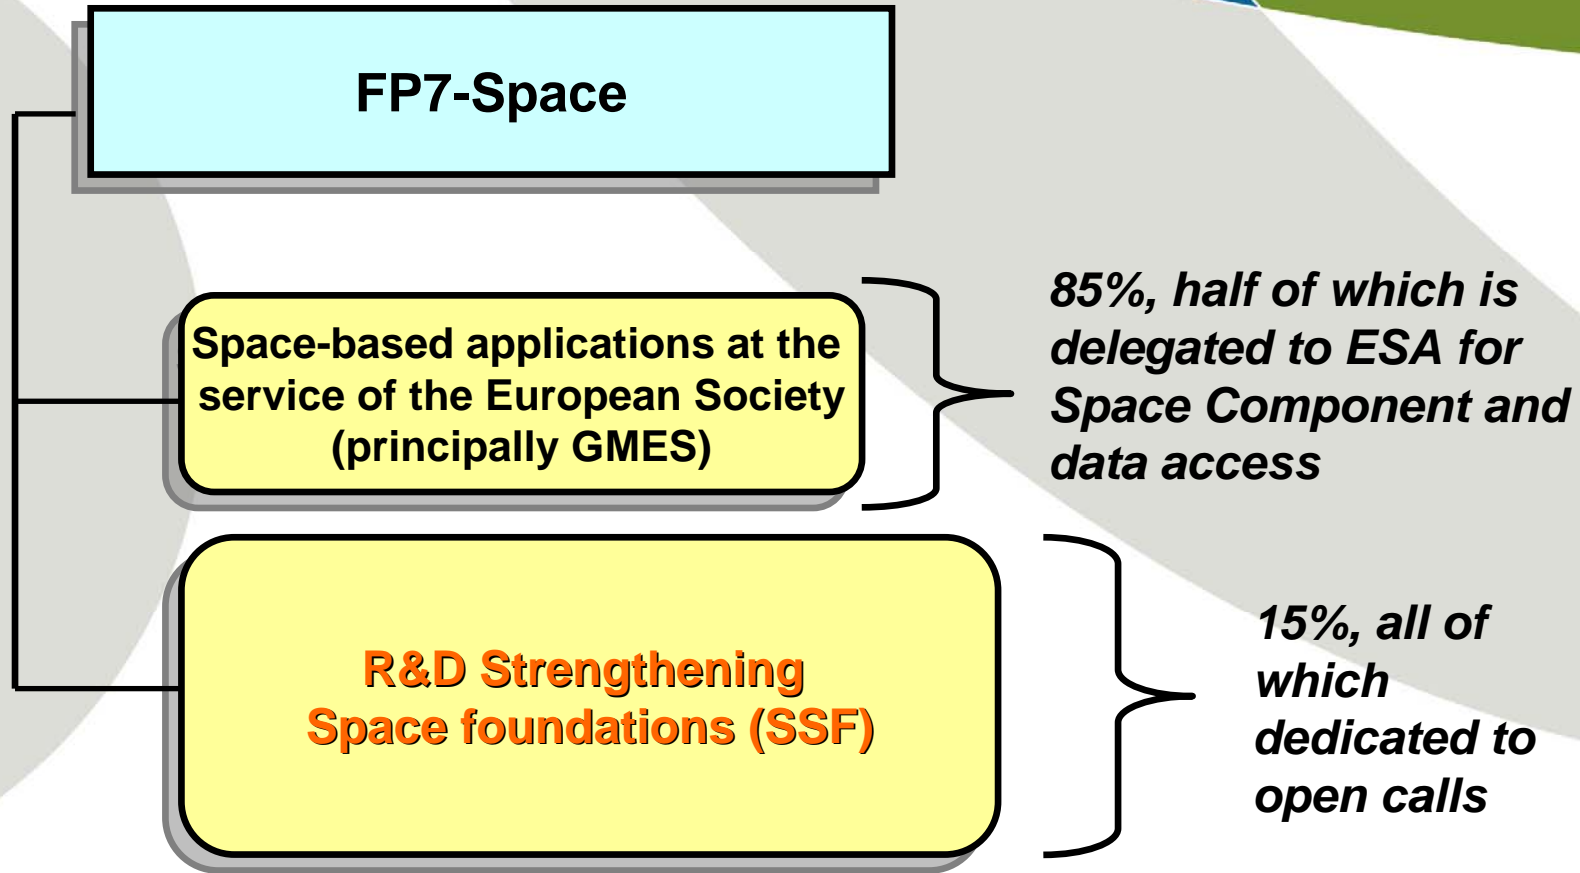 FP7-Space
Space-based applications at the
service of the European Society
(principally GMES)
85%, half of which is
delegated to ESA for
Space Component and
data access
R&D Strengthening
Space foundations (SSF)
15%, all of
which
dedicated to
open calls